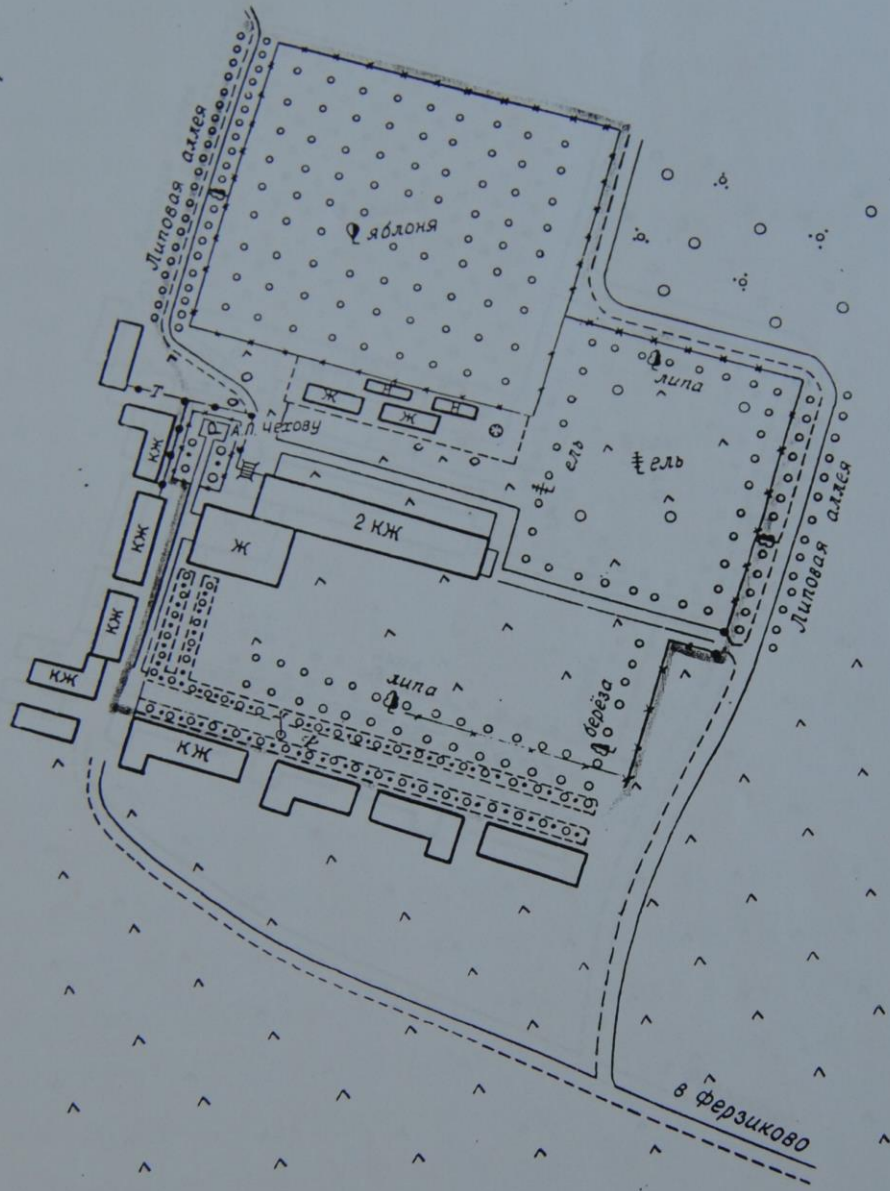 Липовая аллея
яблоня
липа
Ж
Н
Ж
Н
А.П. Чехову
КЖ
ель
ель
2 КЖ
Ж
КЖ
Липовая аллея
КЖ
КЖ
липа
берёза
КЖ
в Ферзиково